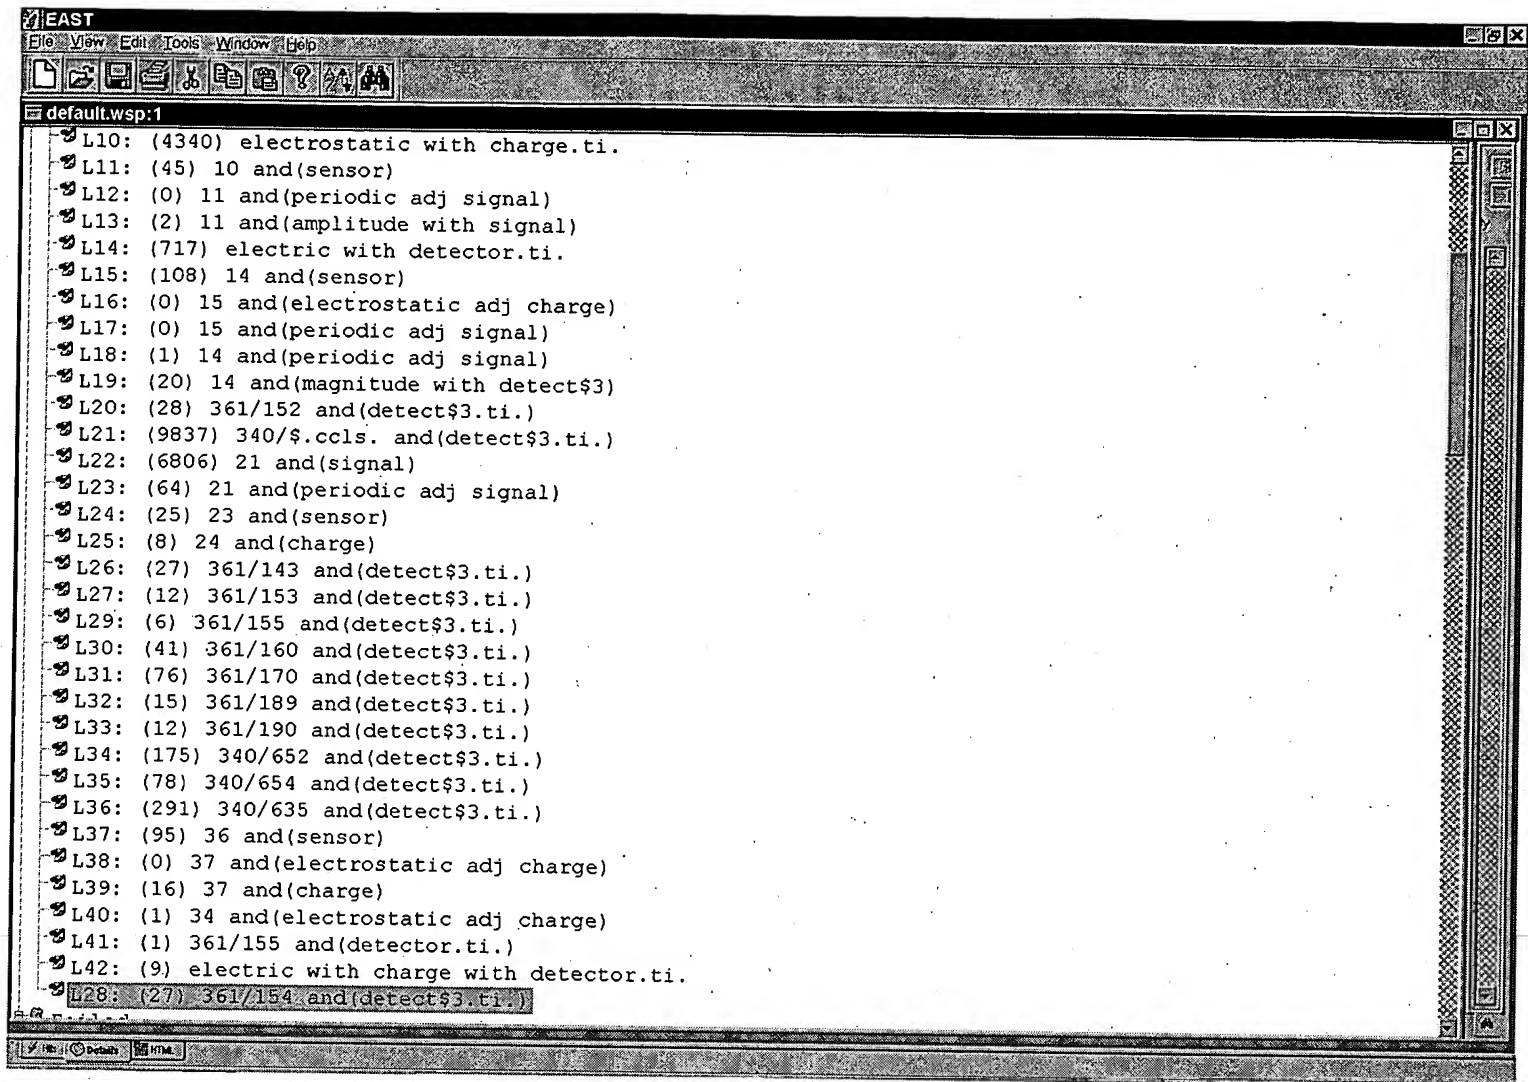 EAST
File View Edit Tools Window Help
default.wsp:1
L10: (4340) electrostatic with charge.ti.
L11: (45) 10 and(sensor)
L12: (0) 11 and(periodic adj signal)
L13: (2) 11 and(amplitude with signal)
L14: (717) electric with detector.ti.
L15: (108) 14 and(sensor)
L16: (0) 15 and(electrostatic adj charge)
L17: (0) 15 and(periodic adj signal)
L18: (1) 14 and(periodic adj signal)
L19: (20) 14 and(magnitude with detect$3)
L20: (28) 361/152 and(detect$3.ti.)
L21: (9837) 340/$.ccls. and(detect$3.ti.)
L22: (6806) 21 and(signal)
L23: (64) 21 and(periodic adj signal)
L24: (25) 23 and(sensor)
L25: (8) 24 and(charge)
L26: (27) 361/143 and(detect$3.ti.)
L27: (12) 361/153 and(detect$3.ti.)
L29: (6) 361/155 and(detect$3.ti.)
L30: (41) 361/160 and(detect$3.ti.)
L31: (76) 361/170 and(detect$3.ti.)
L32: (15) 361/189 and(detect$3.ti.)
L33: (12) 361/190 and(detect$3.ti.)
L34: (175) 340/652 and(detect$3.ti.)
L35: (78) 340/654 and(detect$3.ti.)
L36: (291) 340/635 and(detect$3.ti.)
L37: (95) 36 and(sensor)
L38: (0) 37 and(electrostatic adj charge)
L39: (16) 37 and(charge)
L40: (1) 34 and(electrostatic adj charge)
L41: (1) 361/155 and(detector.ti.)
L42: (9) electric with charge with detector.ti.
L28: (27) 361/154 and(detect$3.ti.)
Details HTML